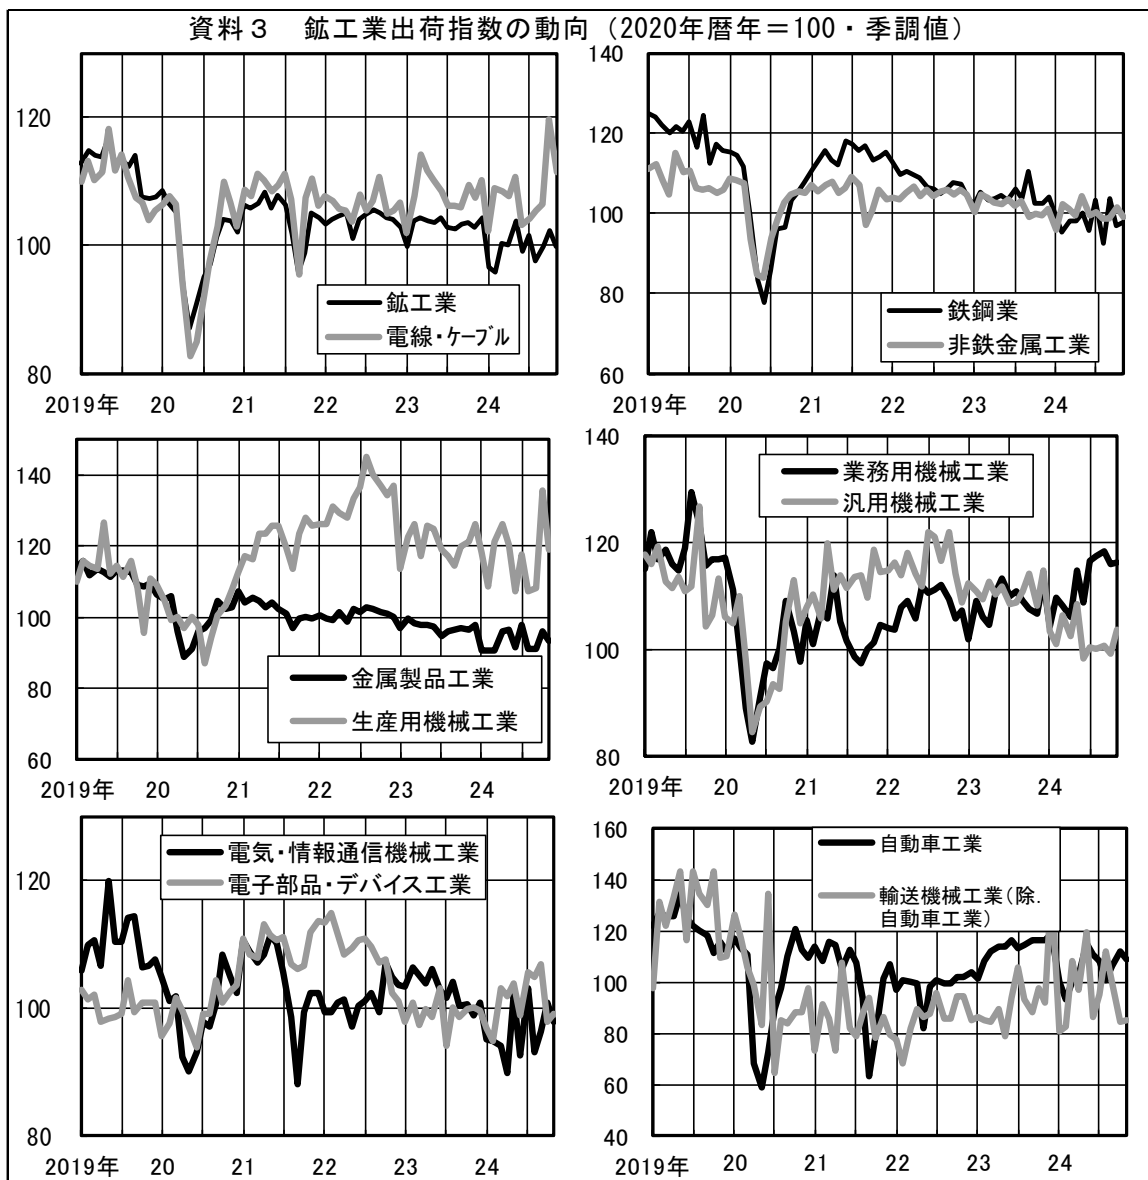 資料３　鉱工業出荷指数の動向（2020年暦年＝100・季調値）
120
100
80
鉱工業
電線・ケーブル
2019年 20 21 22 23 24
140
120
100
80
60
鉄鋼業
非鉄金属工業
2019年 20 21 22 23 24
140
120
100
80
60
金属製品工業
生産用機械工業
2019年 20 21 22 23 24
140
120
100
80
業務用機械工業
汎用機械工業
2019年 20 21 22 23 24
120
100
80
電気・情報通信機械工業
電子部品・デバイス工業
2019年 20 21 22 23 24
160
140
120
100
80
60
40
自動車工業
輸送機械工業(除.
自動車工業)
2019年 20 21 22 23 24